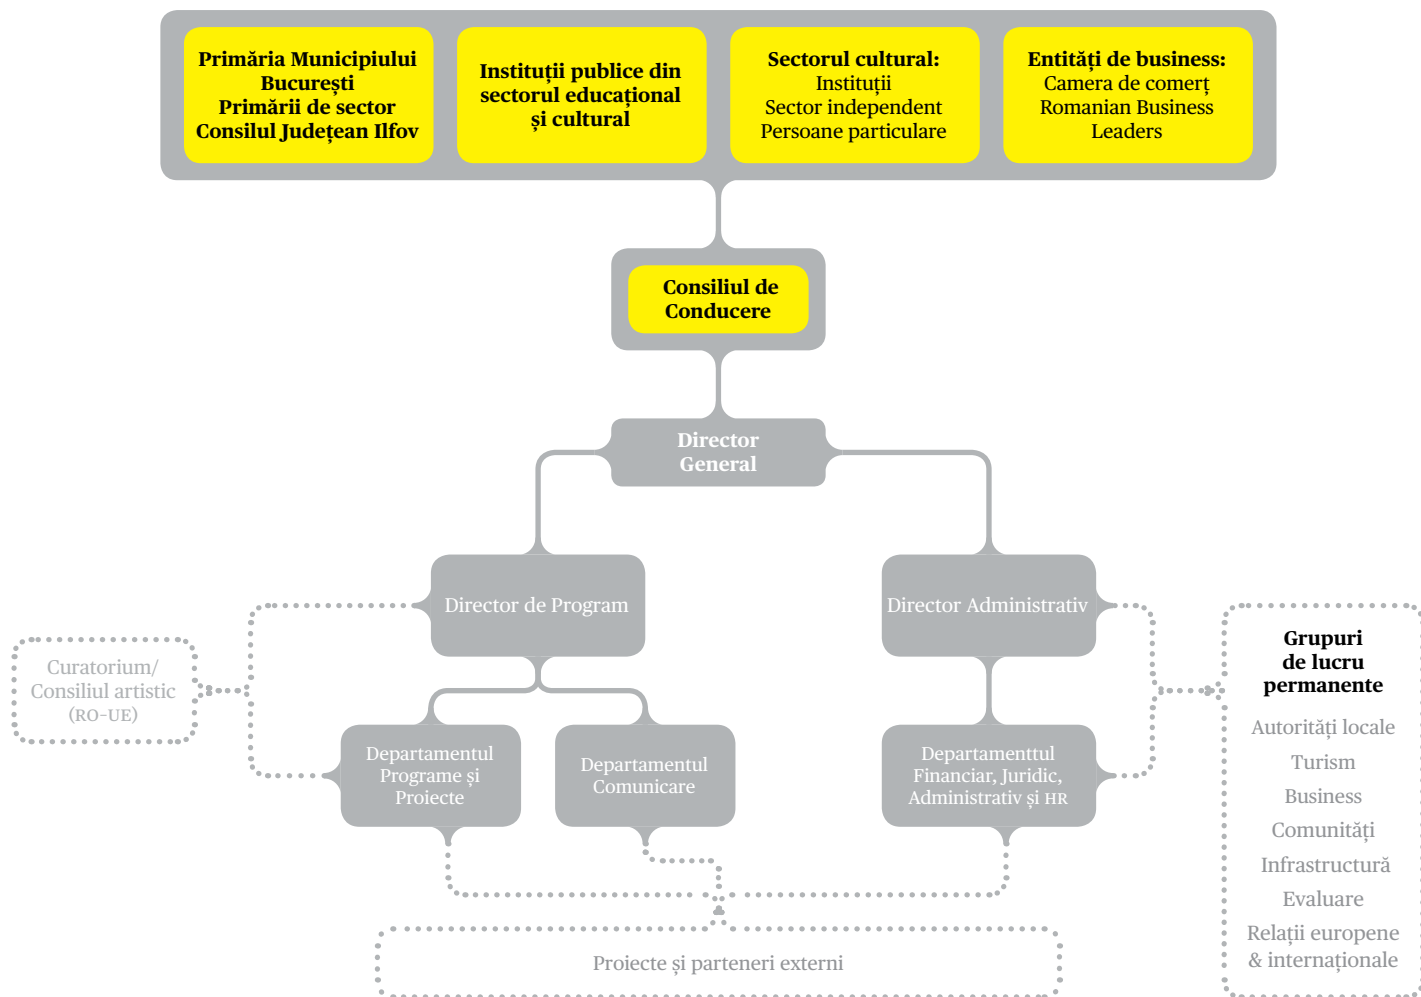 Primăria Municipiului
București
Primării de sector
Consilul Județean Ilfov
Instituții publice din
sectorul educațional
și cultural
Sectorul cultural:
Instituții
Sector independent
Persoane particulare
Entități de business:
Camera de comerț
Romanian Business
Leaders
Consiliul de
Conducere
Director
General
Director de Program
Director Administrativ
Curatorium/
Consiliul artistic
(RO-UE)
Departamentul
Programe și
Proiecte
Departamentul
Comunicare
Departamenttul
Financiar, Juridic,
Administrativ și HR
Grupuri
de lucru
permanente
Autorități locale
Turism
Business
Comunități
Infrastructură
Evaluare
Relații europene
& internaționale
Proiecte și parteneri externi